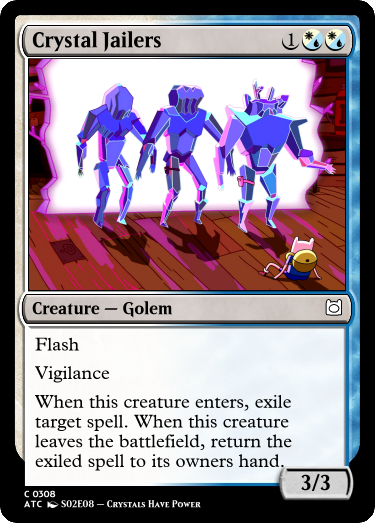 Crystal Jailers 1
Creature — Golem
Flash
Vigilance
When this creature enters, exile
target spell. When this creature
leaves the battlefield, return the
exiled spell to its owners hand.
3/3
C 0308
ATC S02E08 — Crystals Have Power